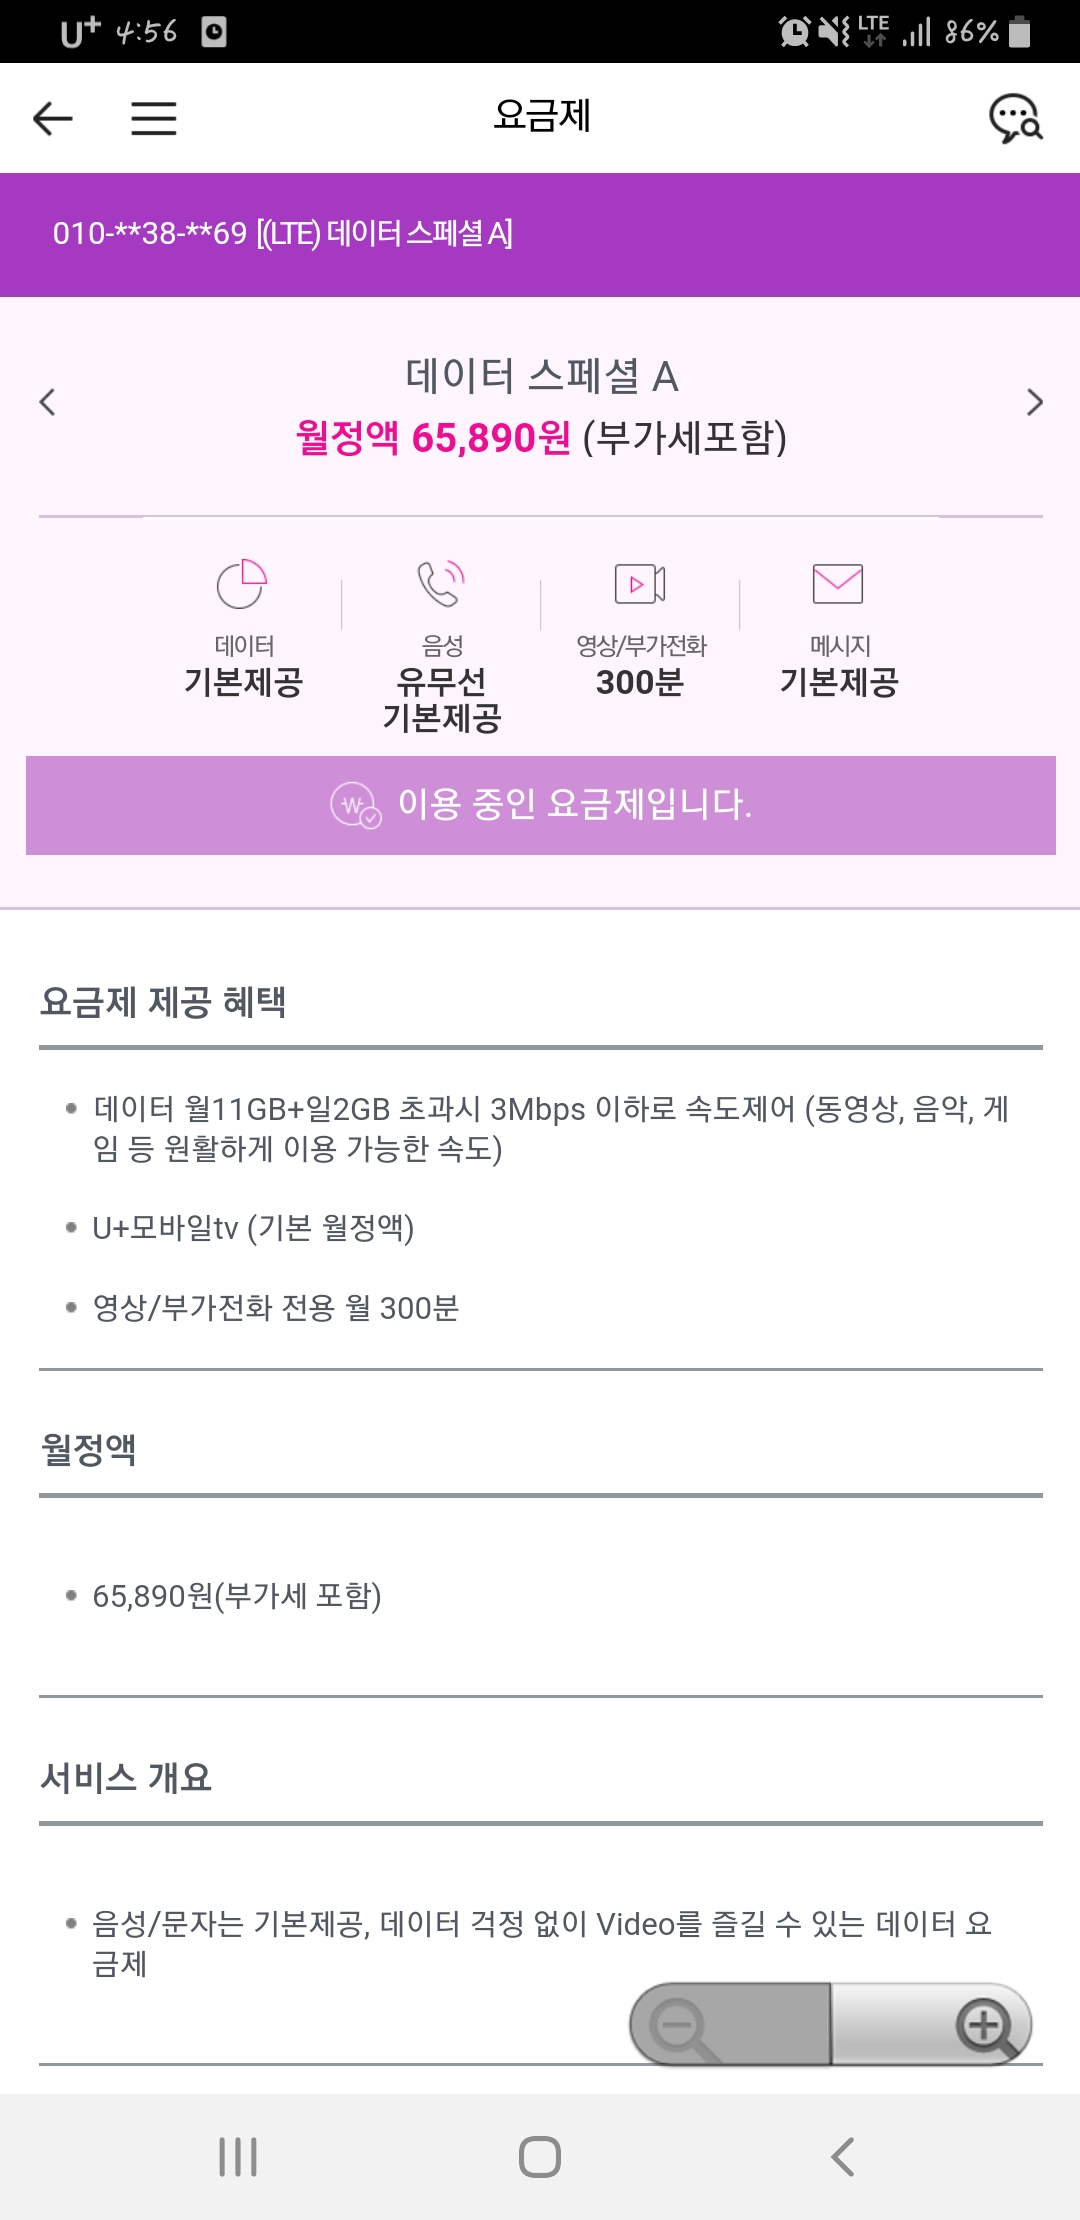 U+ 4:56 LTE 86%
요금제
010-**38-**69 [(LTE) 데이터 스페셜 A]
데이터 스페셜 A
월정액 65,890원 (부가세포함)
데이터 음성 영상/부가전화 메시지
기본제공 유무선 300분 기본제공
기본제공
이용 중인 요금제입니다.
요금제 제공 혜택
데이터 월11GB+일2GB 초과시 3Mbps 이하로 속도제어 (동영상, 음악, 게
임 등 원활하게 이용 가능한 속도)
U+모바일tv (기본 월정액)
영상/부가전화 전용 월 300분
월정액
65,890원(부가세 포함)
서비스 개요
음성/문자는 기본제공, 데이터 걱정 없이 Video를 즐길 수 있는 데이터 요
금제